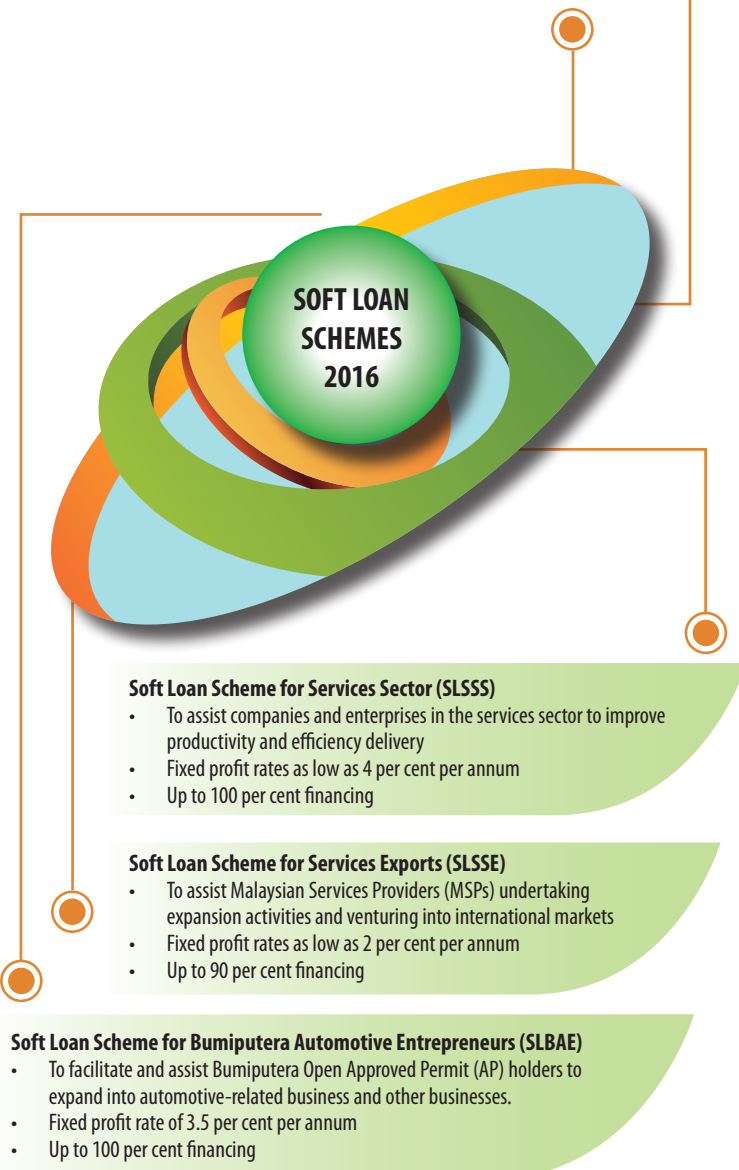 SOFT LOAN
SCHEMES
2016
Soft Loan Scheme for Services Sector (SLSSS)
• To assist companies and enterprises in the services sector to improve
productivity and efficiency delivery
• Fixed profit rates as low as 4 per cent per annum
• Up to 100 per cent financing
Soft Loan Scheme for Services Exports (SLSSE)
• To assist Malaysian Services Providers (MSPs) undertaking
expansion activities and venturing into international markets
• Fixed profit rates as low as 2 per cent per annum
• Up to 90 per cent financing
Soft Loan Scheme for Bumiputera Automotive Entrepreneurs (SLBAE)
• To facilitate and assist Bumiputera Open Approved Permit (AP) holders to
expand into automotive-related business and other businesses.
• Fixed profit rate of 3.5 per cent per annum
• Up to 100 per cent financing